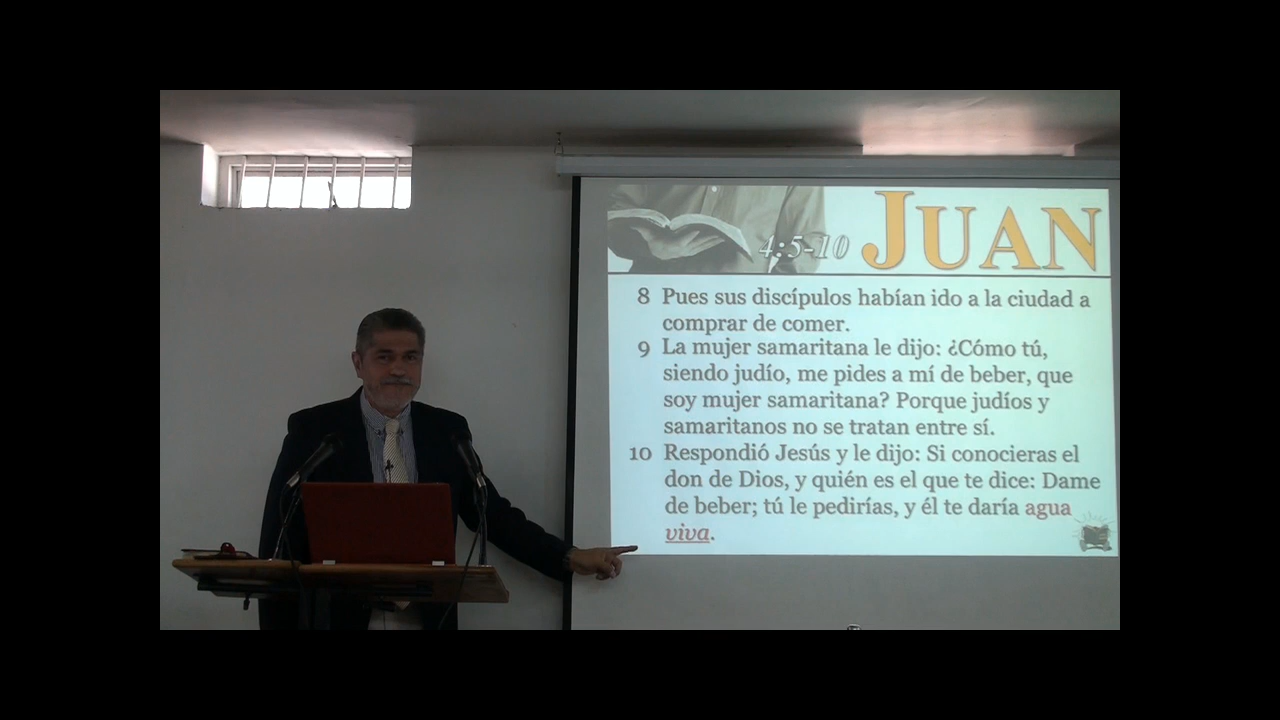 4:5-10 JUAN
8 Pues sus discípulos habían ido a la ciudad a
comprar de comer.
9 La mujer samaritana le dijo: ¿Cómo tú,
siendo judío, me pides a mí de beber, que
soy mujer samaritana? Porque judíos y
samaritanos no se tratan entre sí.
10 Respondió Jesús y le dijo: Si conocieras el
don de Dios, y quién es el que te dice: Dame
de beber; tú le pedirías, y él te daría agua
viva.